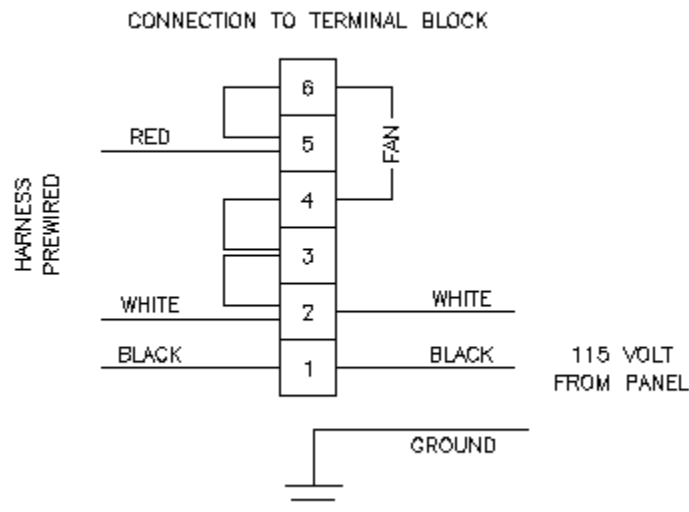 CONNECTION TO TERMINAL BLOCK
6
RED
5
FAN
4
HARNESS
PREWIRED
3
WHITE
2
WHITE
BLACK
1
BLACK
115 VOLT
FROM PANEL
GROUND